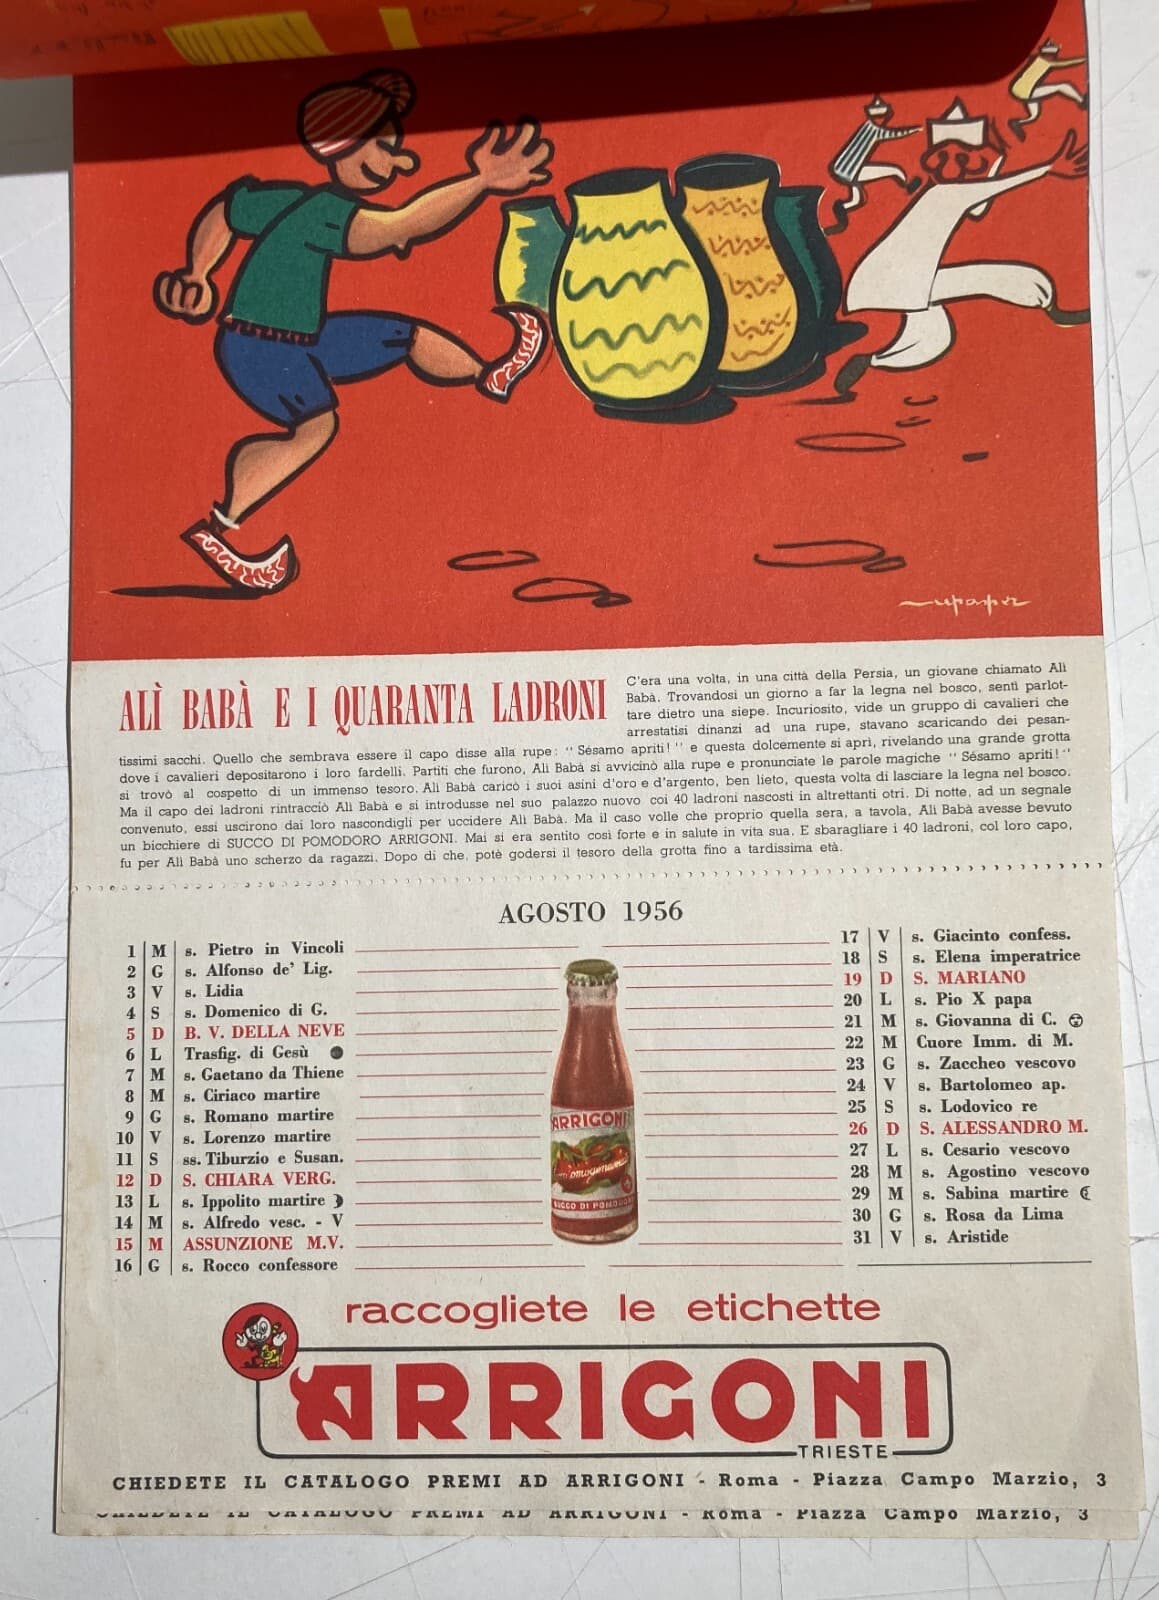 ALÌ BABÀ E I QUARANTA LADRONI
C'era una volta, in una città della Persia, un giovane chiamato Alì
Babà. Trovandosi un giorno a far la legna nel bosco, sentì parlot-
tare dietro una siepe. Incuriosito, vide un gruppo di cavalieri che
arrestatisi dinanzi ad una rupe, stavano scaricando dei pesan-
tissimi sacchi. Quello che sembrava essere il capo disse alla rupe: "Sésamo apriti!" e questa dolcemente si aprì, rivelando una grande grotta
dove i cavalieri depositarono i loro fardelli. Partiti che furono, Alì Babà si avvicinò alla rupe e pronunciate le parole magiche "Sésamo apriti!"
si trovò al cospetto di un immenso tesoro. Alì Babà caricò i suoi asini d'oro e d'argento, ben lieto, questa volta di lasciare la legna nel bosco.
Ma il capo dei ladroni rintracciò Alì Babà e si introdusse nel suo palazzo nuovo coi 40 ladroni nascosti in altrettanti otri. Di notte, ad un segnale
convenuto, essi uscirono dai loro nascondigli per uccidere Alì Babà. Ma il caso volle che proprio quella sera, a tavola, Alì Babà avesse bevuto
un bicchiere di SUCCO DI POMODORO ARRIGONI. Mai si era sentito così forte e in salute in vita sua. E sbaragliare i 40 ladroni, col loro capo,
fu per Alì Babà uno scherzo da ragazzi. Dopo di che, potè godersi il tesoro della grotta fino a tardissima età.
AGOSTO 1956
1 M s. Pietro in Vincoli
2 G s. Alfonso de' Lig.
3 V s. Lidia
4 S s. Domenico di G.
5 D B. V. DELLA NEVE
6 L Trasfig. di Gesù
7 M s. Gaetano da Thiene
8 M s. Ciriaco martire
9 G s. Romano martire
10 V s. Lorenzo martire
11 S ss. Tiburzio e Susan.
12 D S. CHIARA VERG.
13 L s. Ippolito martire
14 M s. Alfredo vesc. - V
15 M ASSUNZIONE M.V.
16 G s. Rocco confessore
17 V s. Giacinto confess.
18 S s. Elena imperatrice
19 D S. MARIANO
20 L s. Pio X papa
21 M s. Giovanna di C.
22 M Cuore Imm. di M.
23 G s. Zaccheo vescovo
24 V s. Bartolomeo ap.
25 S s. Lodovico re
26 D S. ALESSANDRO M.
27 L s. Cesario vescovo
28 M s. Agostino vescovo
29 M s. Sabina martire
30 G s. Rosa da Lima
31 V s. Aristide
ARRIGONI
SUCCO DI POMODORO
raccogliete le etichette
ARRIGONI
TRIESTE
CHIEDETE IL CATALOGO PREMI AD ARRIGONI - Roma - Piazza Campo Marzio, 3
CHIEDETE IL CATALOGO PREMI AD ARRIGONI - Roma - Piazza Campo Marzio, 3